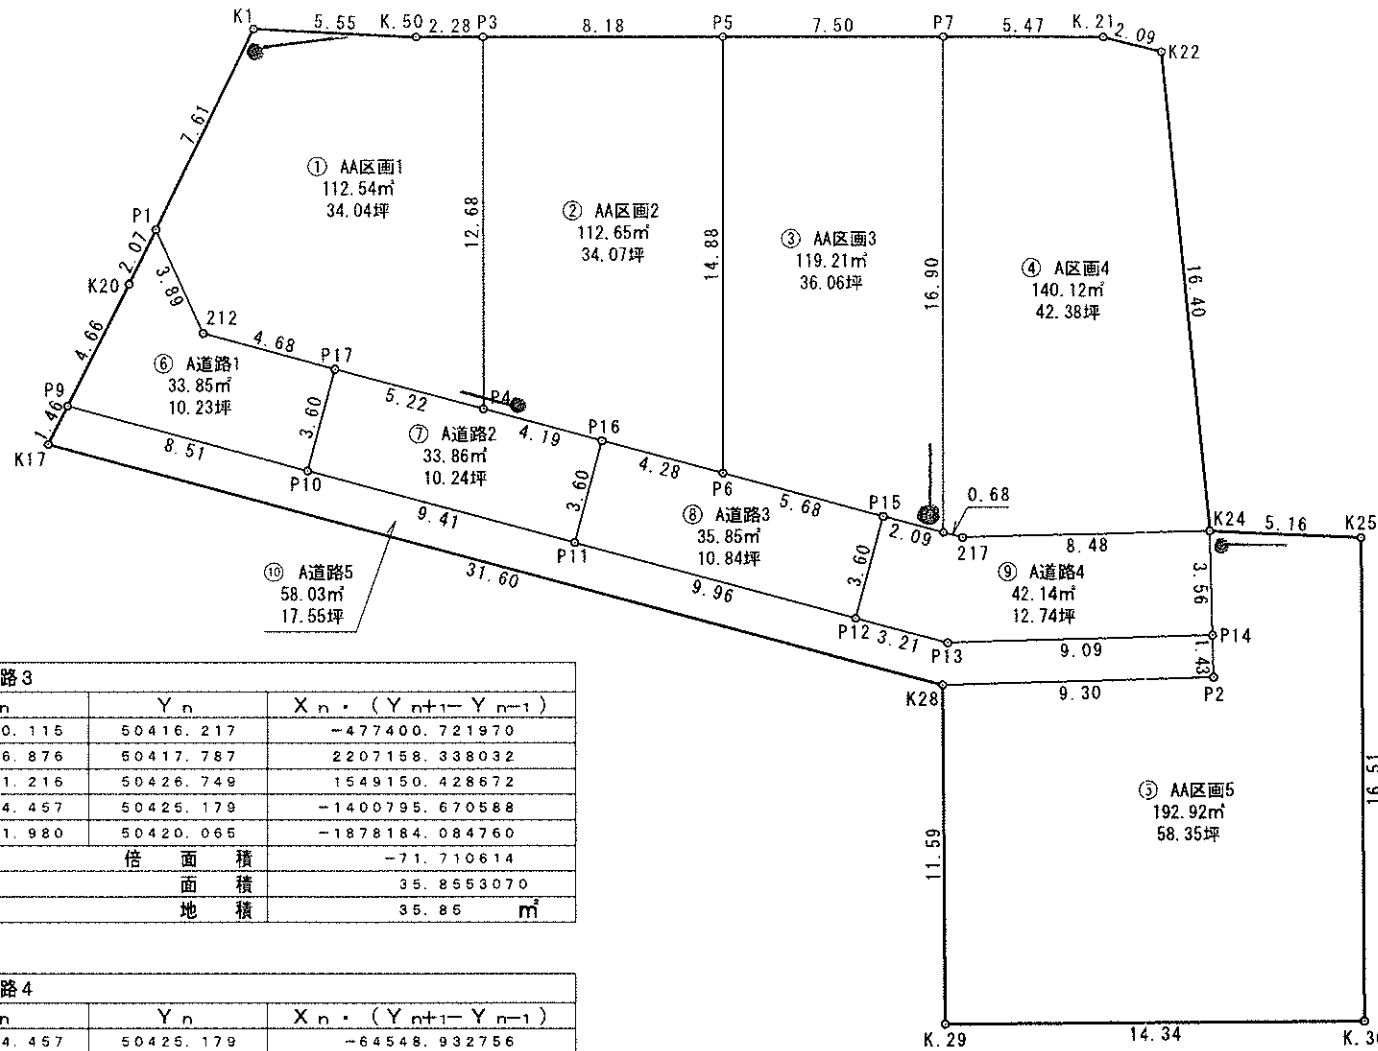 K1
5.55
K.50
2.28
P3
8.18
P5
7.50
P7
5.47
K.21
2.09
K22
7.61
① AA区画1
112.54㎡
34.04坪
12.68
② AA区画2
112.65㎡
34.07坪
14.88
③ AA区画3
119.21㎡
36.06坪
16.90
④ A区画4
140.12㎡
42.38坪
16.40
P1
2.07
K20
3.89
212
4.66
4.68
P17
⑥ A道路1
33.85㎡
10.23坪
P9
1.46
K17
8.51
3.60
P10
5.22
P4
⑦ A道路2
33.86㎡
10.24坪
4.19
P16
4.28
P6
3.60
9.41
P11
⑧ A道路3
35.85㎡
10.84坪
5.68
P15
2.09
0.68
217
8.48
K24
5.16
K25
3.60
9.96
P12
⑨ A道路4
42.14㎡
12.74坪
3.56
P14
3.21
P13
9.09
1.43
P2
⑩ A道路5
58.03㎡
17.55坪
31.60
K28
9.30
⑤ AA区画5
192.92㎡
58.35坪
16.51
11.59
K.29
14.34
K.30
路3
n Yn Xn・(Yn+1−Yn−1)
0.115 50416.217 −477400.721970
6.876 50417.787 2207158.338032
1.216 50426.749 1549150.428672
4.457 50425.179 −1400795.670588
1.980 50420.065 −1878184.084760
倍 面 積 −71.710614
面 積 35.8553070
地 積 35.85 ㎡
路4
n Yn Xn・(Yn+1−Yn−1)
4.457 50425.179 −64548.932756